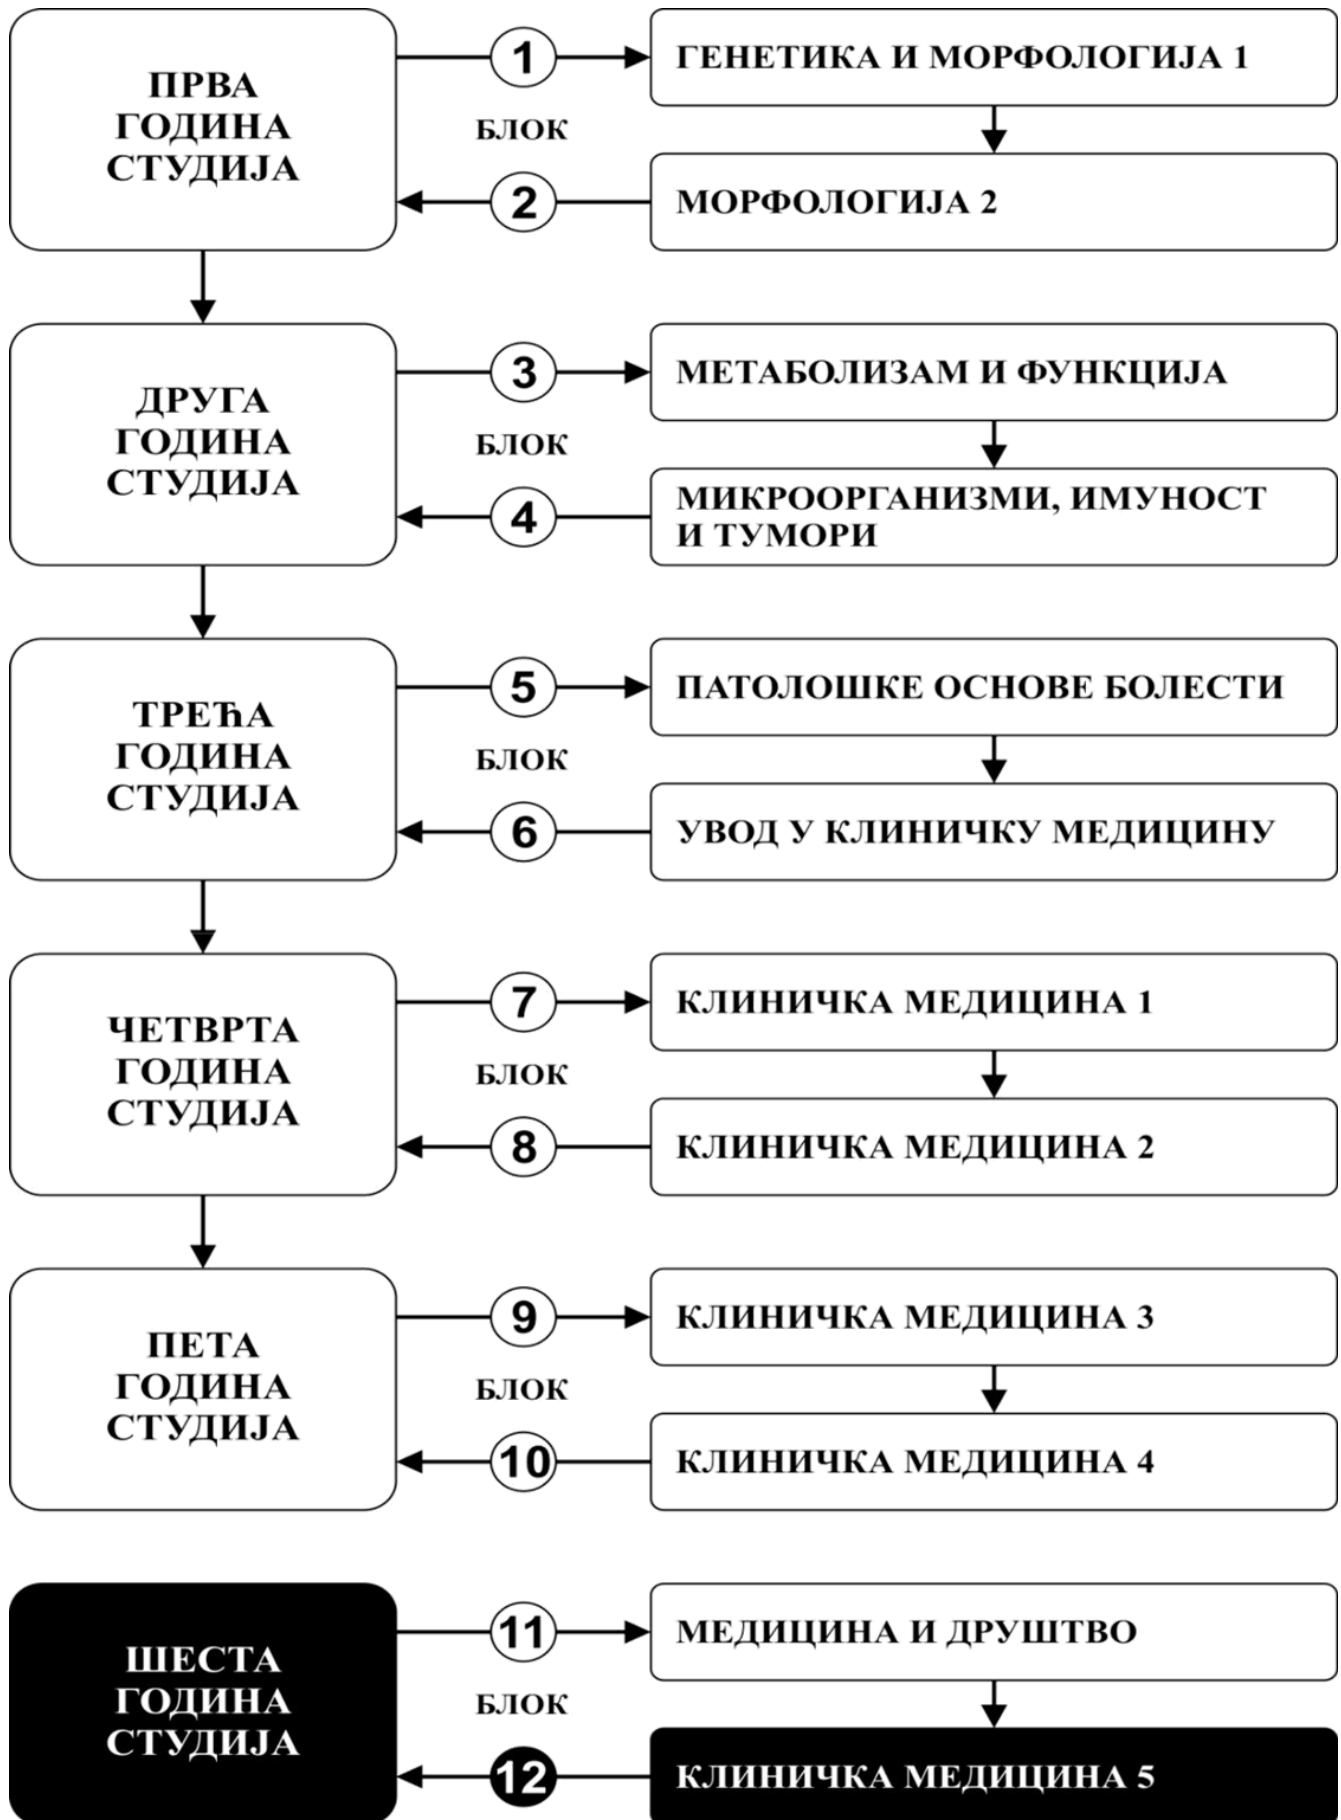 ПРВА
ГОДИНА
СТУДИЈА
1
БЛОК
2
ГЕНЕТИКА И МОРФОЛОГИЈА 1
МОРФОЛОГИЈА 2
ДРУГА
ГОДИНА
СТУДИЈА
3
БЛОК
4
МЕТАБОЛИЗАМ И ФУНКЦИЈА
МИКРООРГАНИЗМИ, ИМУНОСТ
И ТУМОРИ
ТРЕЋА
ГОДИНА
СТУДИЈА
5
БЛОК
6
ПАТОЛОШКЕ ОСНОВЕ БОЛЕСТИ
УВОД У КЛИНИЧКУ МЕДИЦИНУ
ЧЕТВРТА
ГОДИНА
СТУДИЈА
7
БЛОК
8
КЛИНИЧКА МЕДИЦИНА 1
КЛИНИЧКА МЕДИЦИНА 2
ПЕТА
ГОДИНА
СТУДИЈА
9
БЛОК
10
КЛИНИЧКА МЕДИЦИНА 3
КЛИНИЧКА МЕДИЦИНА 4
ШЕСТА
ГОДИНА
СТУДИЈА
11
БЛОК
12
МЕДИЦИНА И ДРУШТВО
КЛИНИЧКА МЕДИЦИНА 5